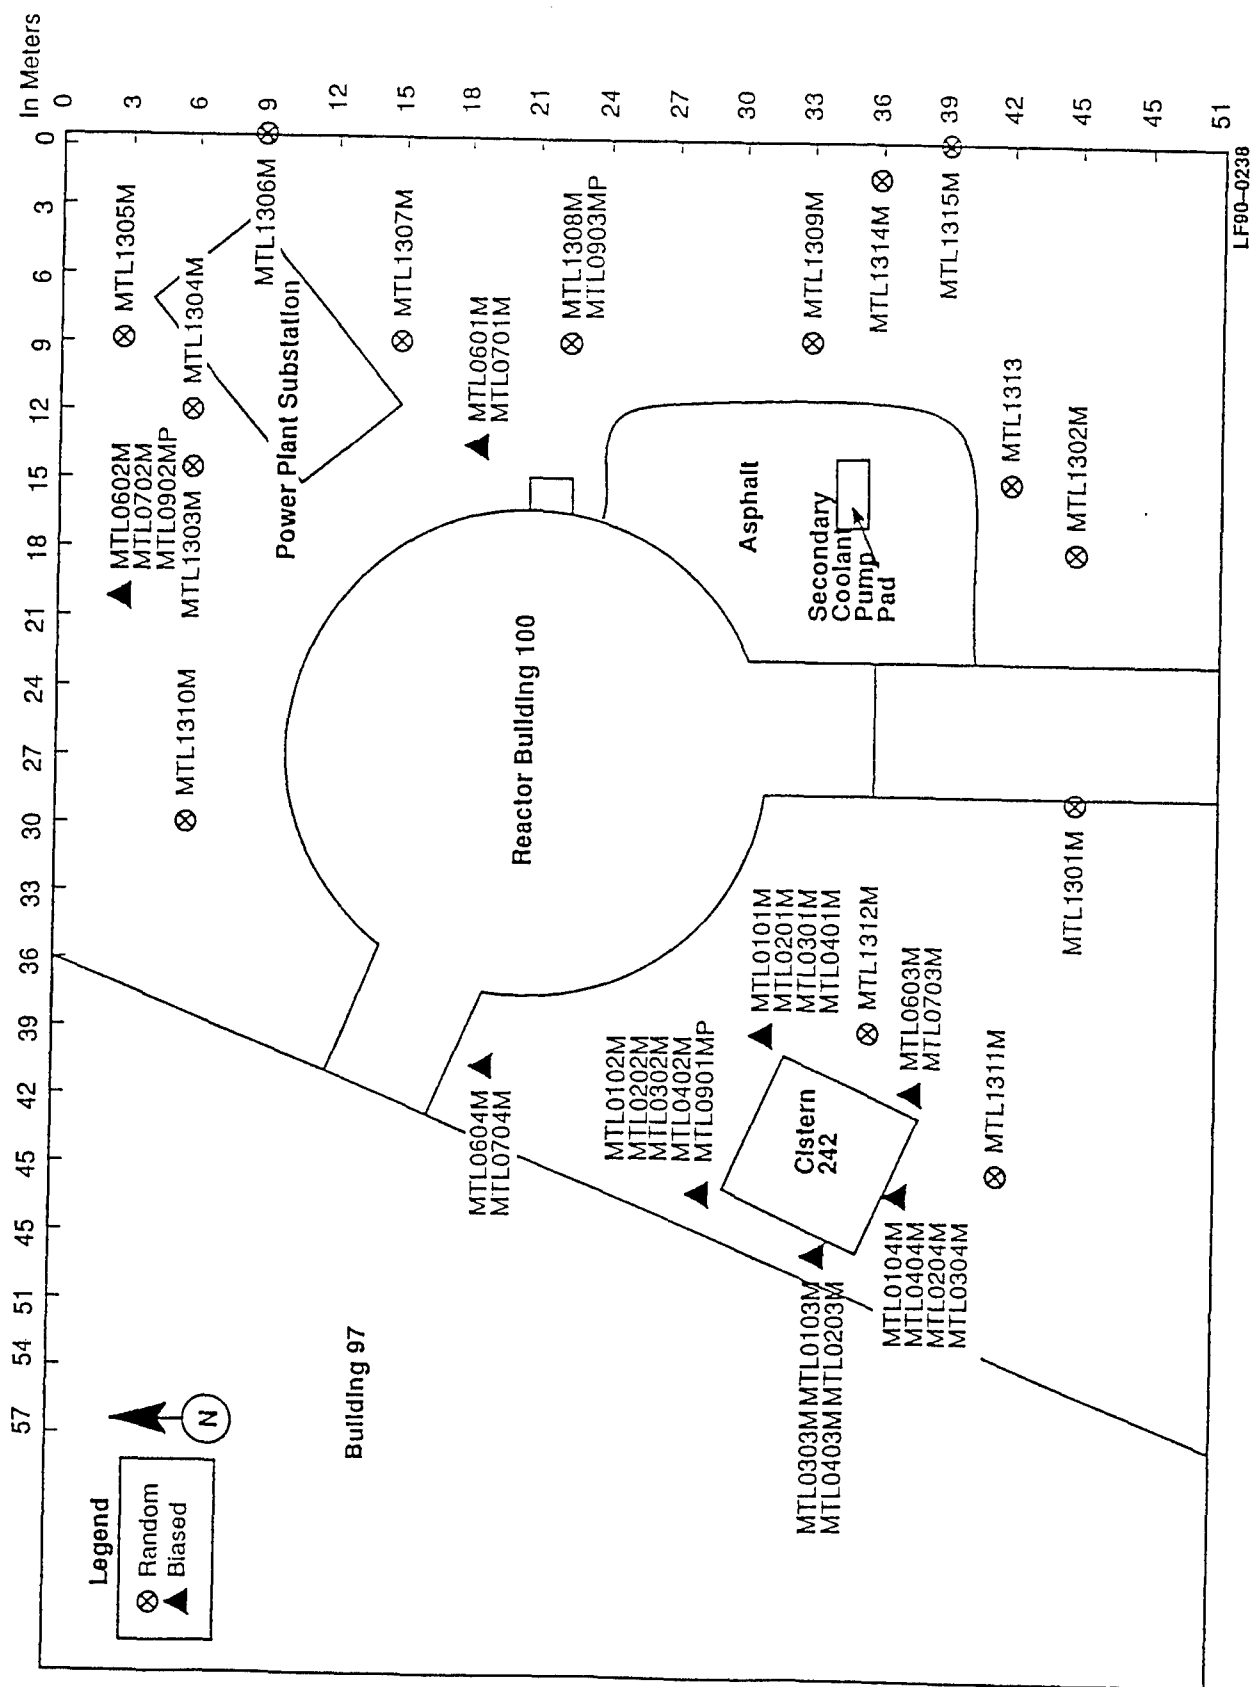 In Meters
0
3
6
9
12
15
18
21
24
27
30
33
36
39
42
45
45
51
57
54
51
45
45
42
39
36
33
30
27
24
21
18
15
12
9
6
3
0
Legend
Random
Biased
N
Building 97
MTL1310M
MTL0602M
MTL0702M
MTL0902MP
MTL1303M
MTL1304M
MTL1305M
MTL1306M
Power Plant Substation
MTL1307M
MTL0601M
MTL0701M
MTL1308M
MTL0903MP
MTL1309M
MTL1314M
MTL1315M
Reactor Building 100
Asphalt
Secondary
Coolant
Pump
Pad
MTL1313
MTL1302M
MTL1301M
MTL0604M
MTL0704M
MTL0102M
MTL0202M
MTL0302M
MTL0402M
MTL0901MP
MTL0101M
MTL0201M
MTL0301M
MTL0401M
MTL1312M
MTL0603M
MTL0703M
Cistern
242
MTL1311M
MTL0303MMTL0103M
MTL0403MMTL0203M
MTL0104M
MTL0404M
MTL0204M
MTL0304M
LF90-0238